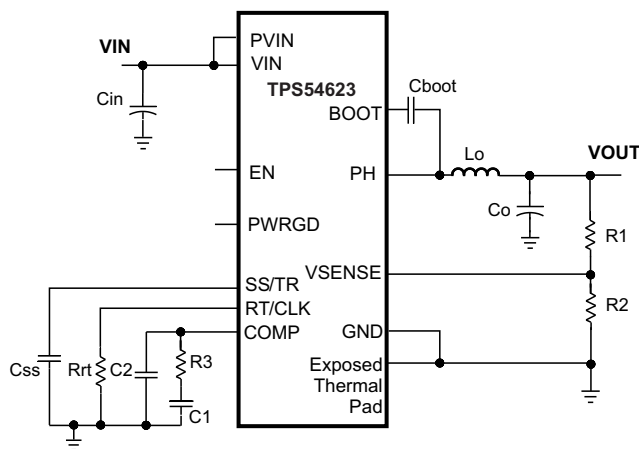 PVIN
VIN
VIN
TPS54623
Cboot
Cin
BOOT
Lo
VOUT
EN
PH
Co
R1
PWRGD
VSENSE
SS/TR
R2
RT/CLK
COMP
GND
Css
Rrt
C2
R3
Exposed
Thermal
Pad
C1